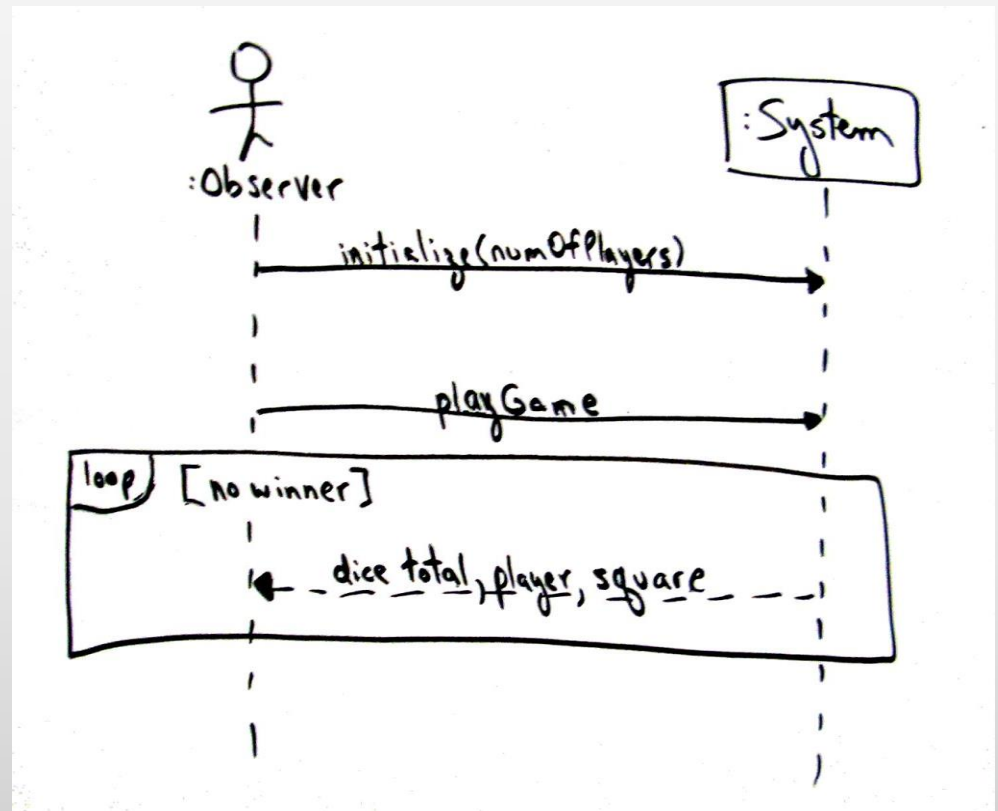 :System
:Observer
initialize(numOfPlayers)
playGame
loop [no winner]
dice total, player, square